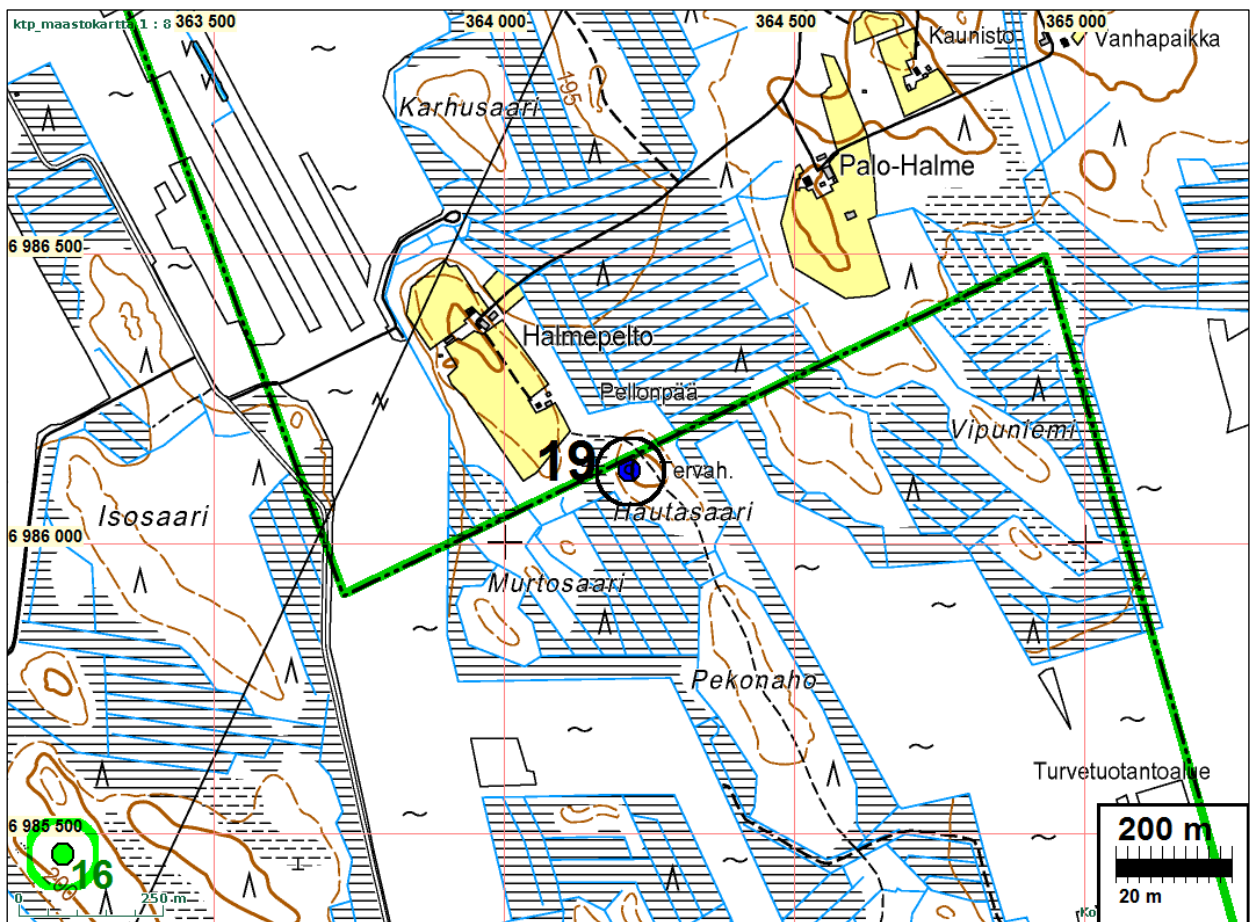 ktp_maastokartta 1 : 8
363 500
364 000
364 500
365 000
Kaunisto
Vanhapaikka
195
Karhusaari
Palo-Halme
6 986 500
Halmepelto
Pellonpää
Vipuniemi
19
Tervah.
Hautasaari
Isosaari
6 986 000
Murtosaari
Pekonaho
Turvetuotantoalue
6 985 500
16
200
0
250 m
200 m
20 m
Ko